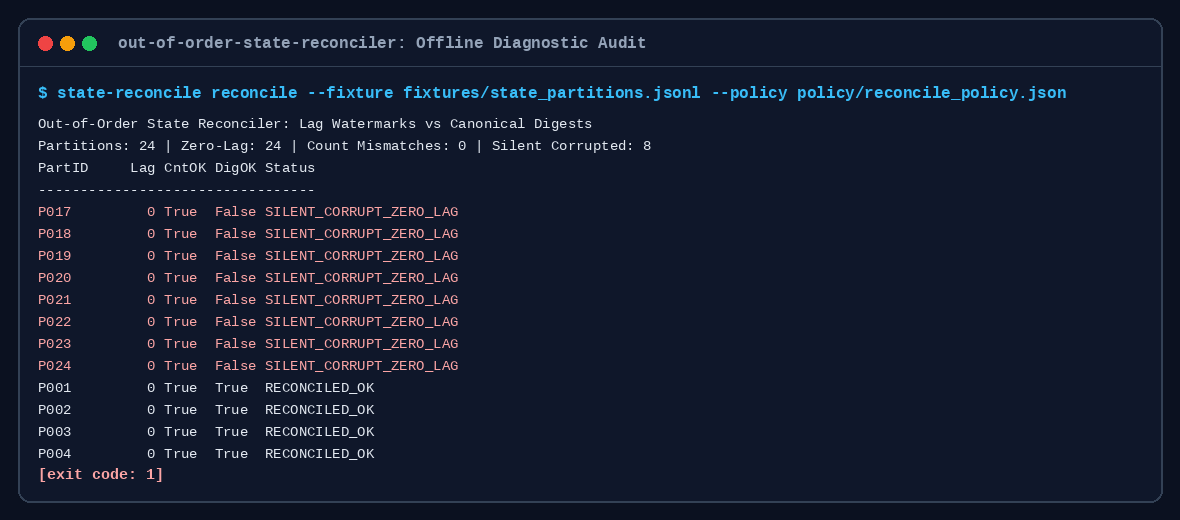 out-of-order-state-reconciler: Offline Diagnostic Audit
$ state-reconcile reconcile --fixture fixtures/state_partitions.jsonl --policy policy/reconcile_policy.json
Out-of-Order State Reconciler: Lag Watermarks vs Canonical Digests
Partitions: 24 | Zero-Lag: 24 | Count Mismatches: 0 | Silent Corrupted: 8
PartID     Lag CntOK DigOK Status
---------------------------------
P017         0 True  False SILENT_CORRUPT_ZERO_LAG
P018         0 True  False SILENT_CORRUPT_ZERO_LAG
P019         0 True  False SILENT_CORRUPT_ZERO_LAG
P020         0 True  False SILENT_CORRUPT_ZERO_LAG
P021         0 True  False SILENT_CORRUPT_ZERO_LAG
P022         0 True  False SILENT_CORRUPT_ZERO_LAG
P023         0 True  False SILENT_CORRUPT_ZERO_LAG
P024         0 True  False SILENT_CORRUPT_ZERO_LAG
P001         0 True  True  RECONCILED_OK
P002         0 True  True  RECONCILED_OK
P003         0 True  True  RECONCILED_OK
P004         0 True  True  RECONCILED_OK
[exit code: 1]